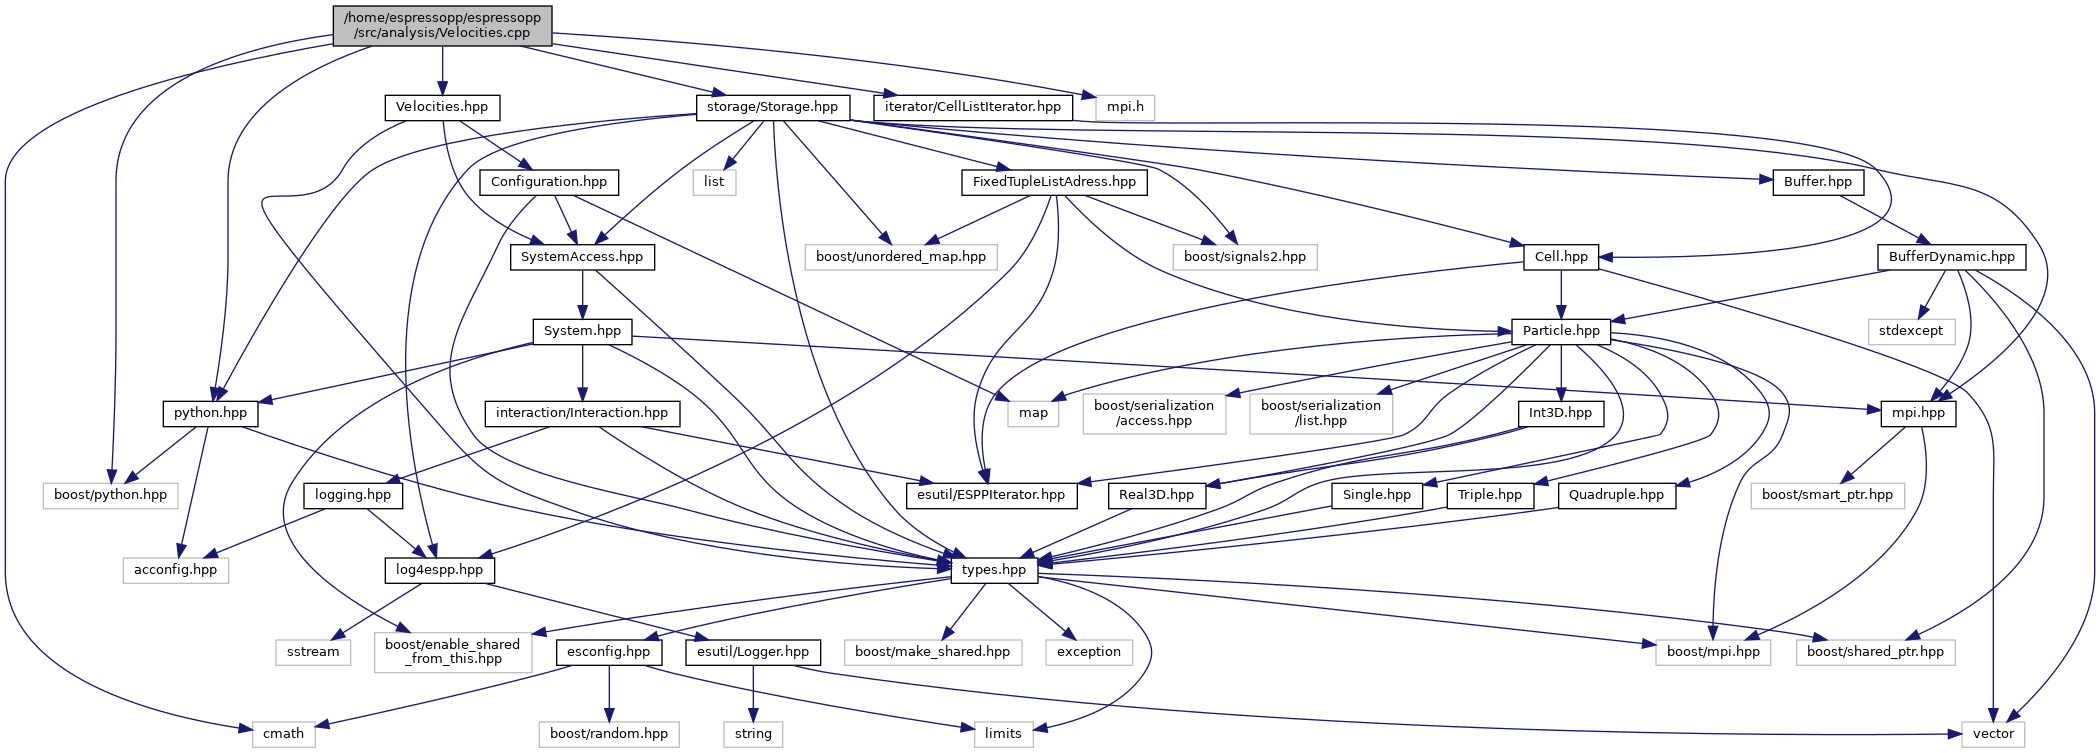 /home/espressopp/espressopp
/src/analysis/Velocities.cpp
Velocities.hpp
storage/Storage.hpp
iterator/CellListIterator.hpp
mpi.h
Configuration.hpp
list
FixedTupleListAdress.hpp
Buffer.hpp
SystemAccess.hpp
boost/unordered_map.hpp
boost/signals2.hpp
Cell.hpp
BufferDynamic.hpp
System.hpp
Particle.hpp
stdexcept
python.hpp
interaction/Interaction.hpp
map
boost/serialization
/access.hpp
boost/serialization
/list.hpp
Int3D.hpp
mpi.hpp
boost/python.hpp
logging.hpp
esutil/ESPPIterator.hpp
Real3D.hpp
Single.hpp
Triple.hpp
Quadruple.hpp
boost/smart_ptr.hpp
acconfig.hpp
log4espp.hpp
types.hpp
sstream
boost/enable_shared
_from_this.hpp
esconfig.hpp
esutil/Logger.hpp
boost/make_shared.hpp
exception
boost/mpi.hpp
boost/shared_ptr.hpp
cmath
boost/random.hpp
string
limits
vector